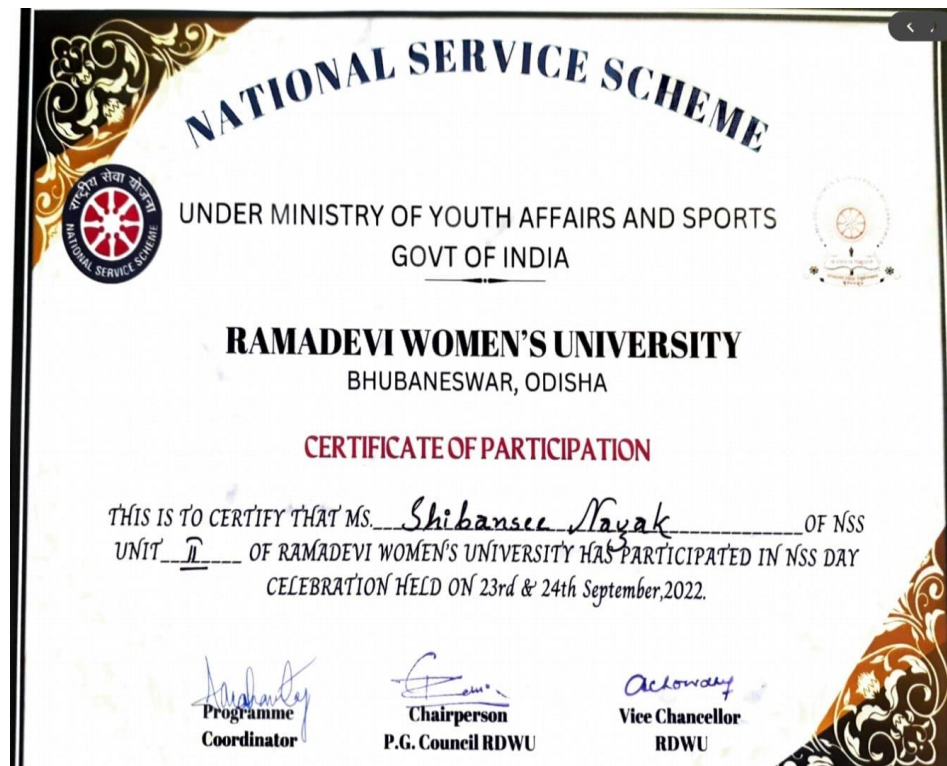 NATIONAL SERVICE SCHEME
राष्ट्रीय सेवा योजना
NATIONAL SERVICE SCHEME
UNDER MINISTRY OF YOUTH AFFAIRS AND SPORTS
GOVT OF INDIA
RAMADEVI WOMEN'S UNIVERSITY
BHUBANESWAR, ODISHA
CERTIFICATE OF PARTICIPATION
THIS IS TO CERTIFY THAT MS. Shibansee Nayak OF NSS
UNIT II OF RAMADEVI WOMEN'S UNIVERSITY HAS PARTICIPATED IN NSS DAY
CELEBRATION HELD ON 23rd & 24th September,2022.
Programme
Coordinator
Chairperson
P.G. Council RDWU
Vice Chancellor
RDWU